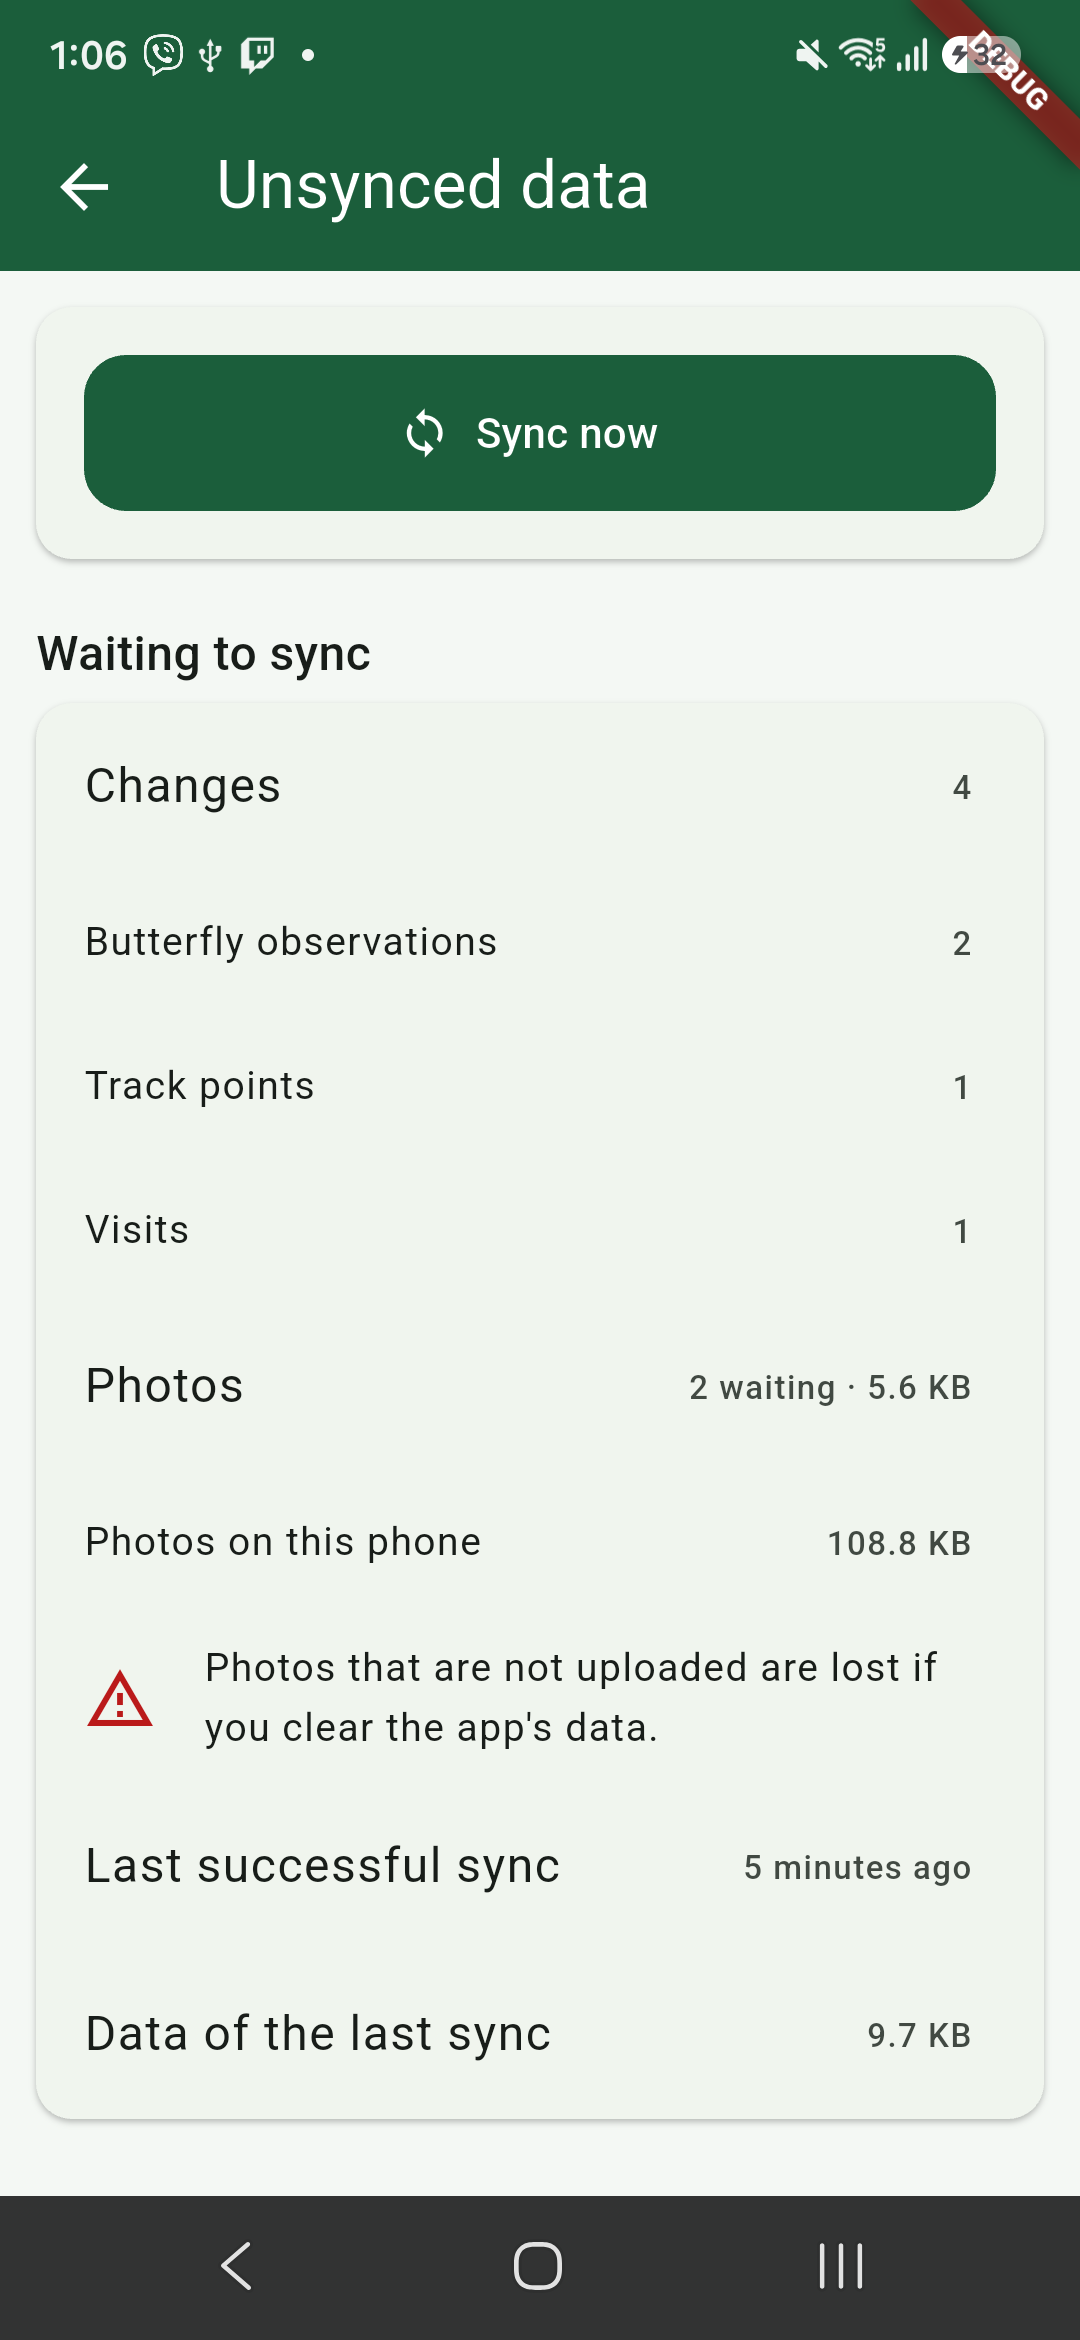 1:06
5
32
DEBUG
Unsynced data
Sync now
Waiting to sync
Changes 4
Butterfly observations 2
Track points 1
Visits 1
Photos 2 waiting · 5.6 KB
Photos on this phone 108.8 KB
Photos that are not uploaded are lost if
you clear the app's data.
Last successful sync 5 minutes ago
Data of the last sync 9.7 KB